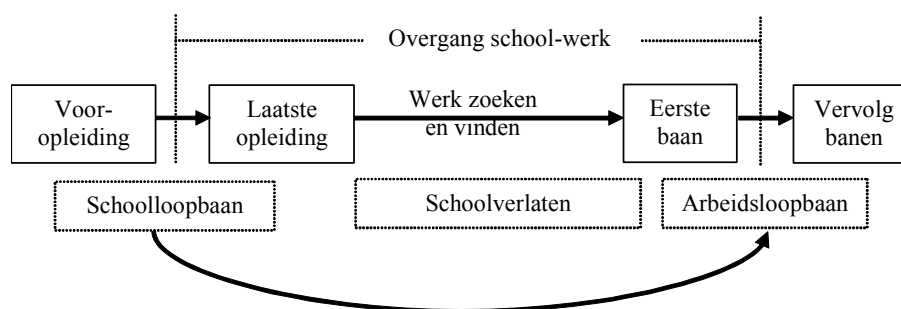 Overgang school-werk
Voor-
opleiding
Laatste
opleiding
Werk zoeken
en vinden
Eerste
baan
Vervolg
banen
Schoolloopbaan
Schoolverlaten
Arbeidsloopbaan